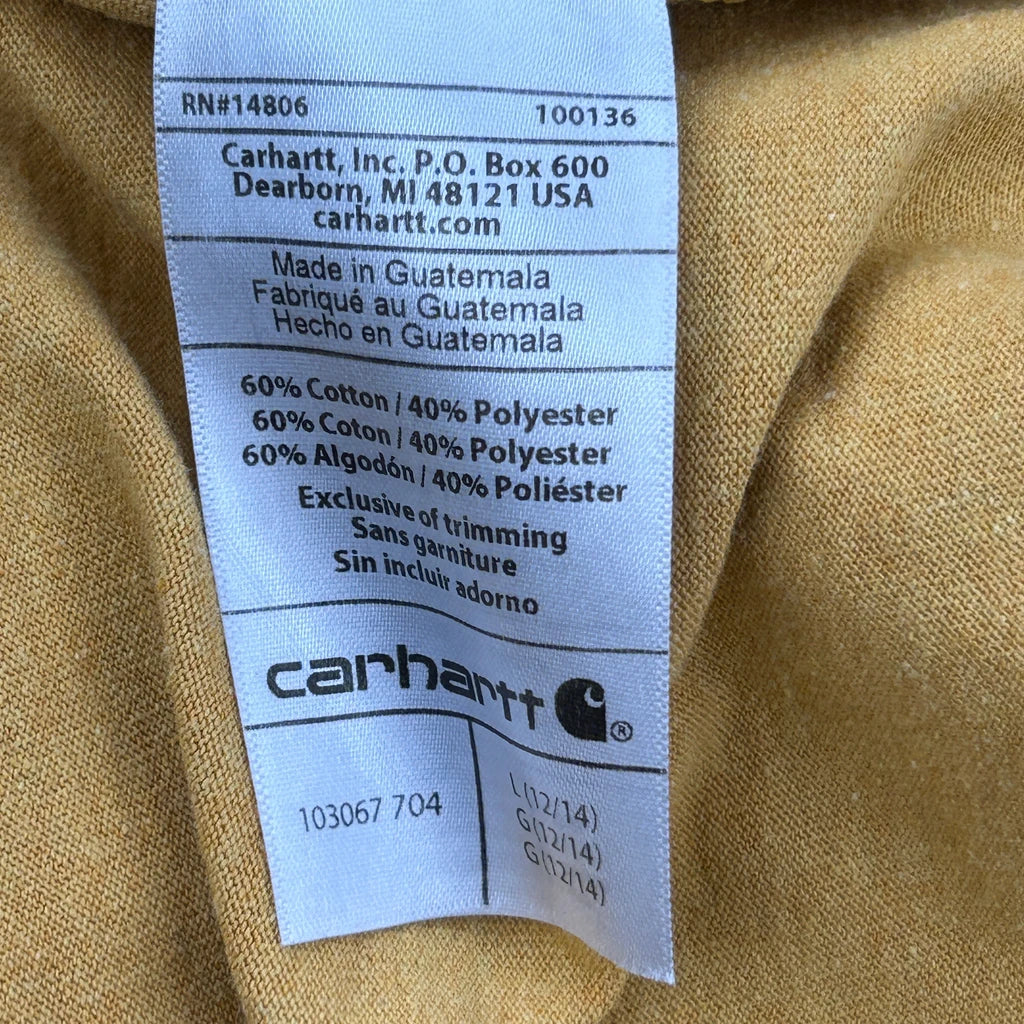 RN#14806 100136
Carhartt, Inc. P.O. Box 600
Dearborn, MI 48121 USA
carhartt.com
Made in Guatemala
Fabriqué au Guatemala
Hecho en Guatemala
60% Cotton / 40% Polyester
60% Coton / 40% Polyester
60% Algodón / 40% Poliéster
Exclusive of trimming
Sans garniture
Sin incluir adorno
carhartt ®
103067 704
L(12/14)
G(12/14)
G(12/14)